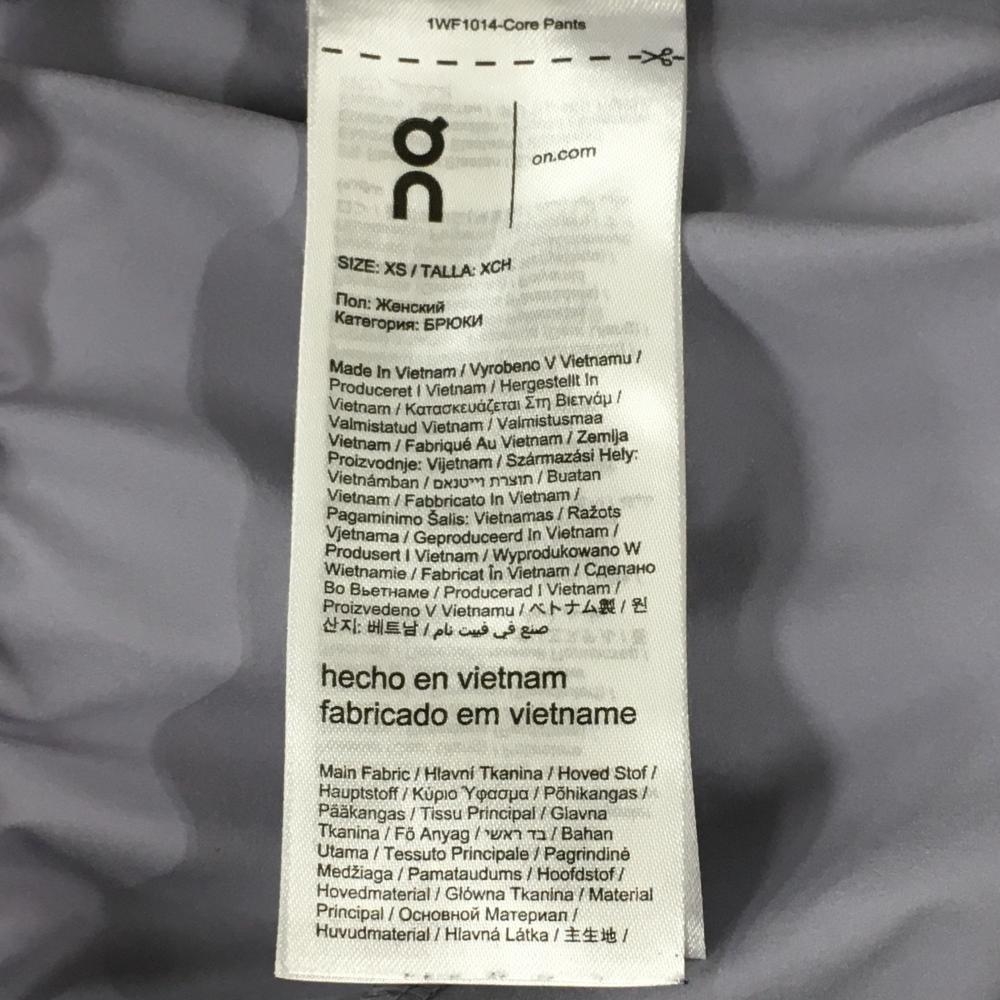 1WF1014-Core Pants
on
on.com
SIZE: XS / TALLA: XCH
Пол: Женский
Категория: БРЮКИ
Made In Vietnam / Vyrobeno V Vietnamu /
Produceret I Vietnam / Hergestellt In
Vietnam / Κατασκευάζεται Στη Βιετνάμ /
Valmistatud Vietnam / Valmistusmaa
Vietnam / Fabriqué Au Vietnam / Zemlja
Proizvodnje: Vijetnam / Származási Hely:
Vietnámban / תוצרת וייטנאם / Buatan
Vietnam / Fabbricato In Vietnam /
Pagaminimo Šalis: Vietnamas / Ražots
Vjetnama / Geproduceerd In Vietnam /
Produsert I Vietnam / Wyprodukowano W
Wietnamie / Fabricat În Vietnam / Сделано
Во Вьетнаме / Producerad I Vietnam /
Proizvedeno V Vietnamu / ベトナム製 / 원
산지: 베트남 / صنع في فييت نام
hecho en vietnam
fabricado em vietname
Main Fabric / Hlavní Tkanina / Hoved Stof /
Hauptstoff / Κύριο Ύφασμα / Põhikangas /
Pääkangas / Tissu Principal / Glavna
Tkanina / Fő Anyag / בד ראשי / Bahan
Utama / Tessuto Principale / Pagrindinė
Medžiaga / Pamataudums / Hoofdstof /
Hovedmaterial / Główna Tkanina / Material
Principal / Основной Материал /
Huvudmaterial / Hlavná Látka / 主生地 /